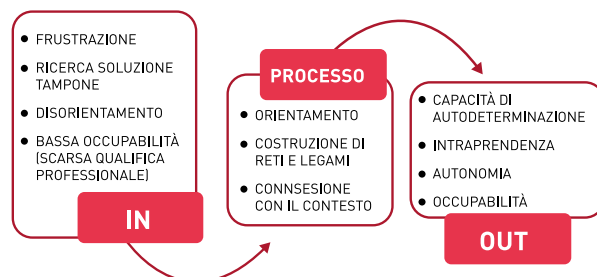 • FRUSTRAZIONE
• RICERCA SOLUZIONE
TAMPONE
• DISORIENTAMENTO
• BASSA OCCUPABILITÀ
(SCARSA QUALIFICA
PROFESSIONALE)
IN
PROCESSO
• ORIENTAMENTO
• COSTRUZIONE DI
RETI E LEGAMI
• CONNSESIONE
CON IL CONTESTO
• CAPACITÀ DI
AUTODETERMINAZIONE
• INTRAPRENDENZA
• AUTONOMIA
• OCCUPABILITÀ
OUT